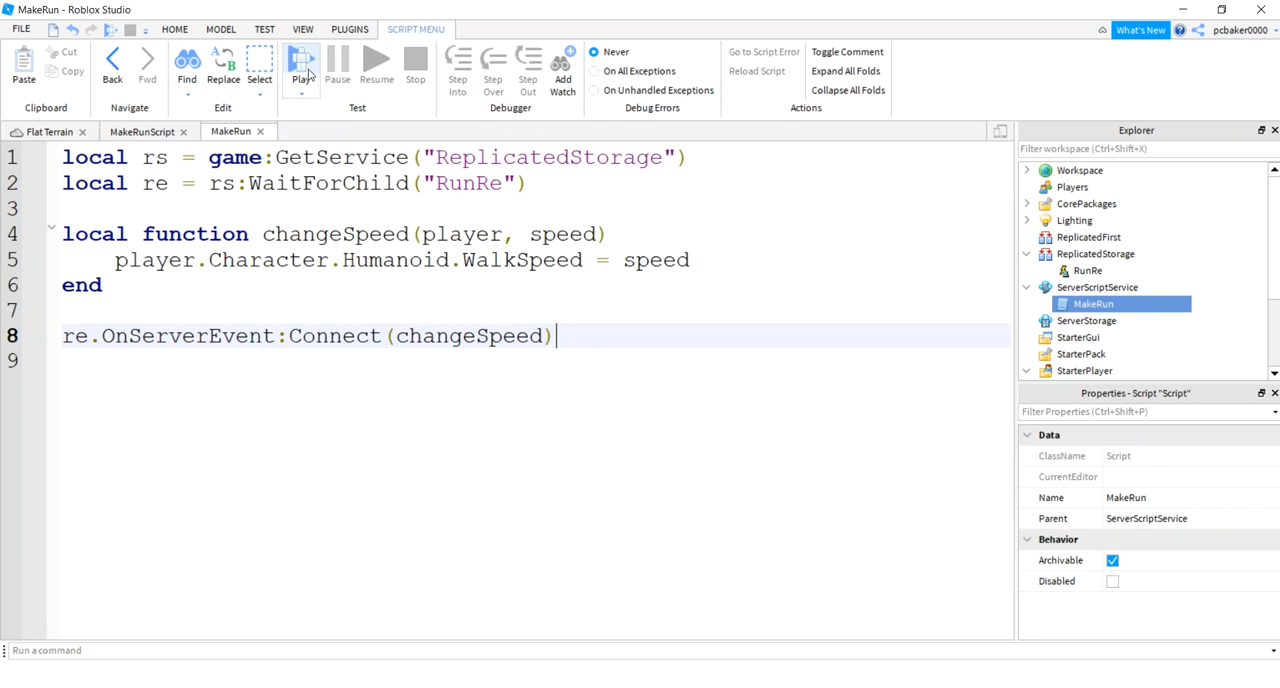 MakeRun - Roblox Studio
FILE HOME MODEL TEST VIEW PLUGINS SCRIPT MENU What's New pcbaker0000
Paste Cut Copy Back Fwd Find Replace Select Play Pause Resume Stop Step Into Step Over Step Out Add Watch Never On All Exceptions On Unhandled Exceptions Go to Script Error Reload Script Toggle Comment Expand All Folds Collapse All Folds
Clipboard Navigate Edit Test Debugger Debug Errors Actions
Flat Terrain MakeRunScript MakeRun
1 local rs = game:GetService("ReplicatedStorage")
2 local re = rs:WaitForChild("RunRe")
3
4 local function changeSpeed(player, speed)
5 player.Character.Humanoid.WalkSpeed = speed
6 end
7
8 re.OnServerEvent:Connect(changeSpeed)
9
Explorer
Filter workspace (Ctrl+Shift+X)
Workspace
Players
CorePackages
Lighting
ReplicatedFirst
ReplicatedStorage
RunRe
ServerScriptService
MakeRun
ServerStorage
StarterGui
StarterPack
StarterPlayer
Properties - Script "Script"
Filter Properties (Ctrl+Shift+P)
Data
ClassName Script
CurrentEditor
Name MakeRun
Parent ServerScriptService
Behavior
Archivable
Disabled
Run a command